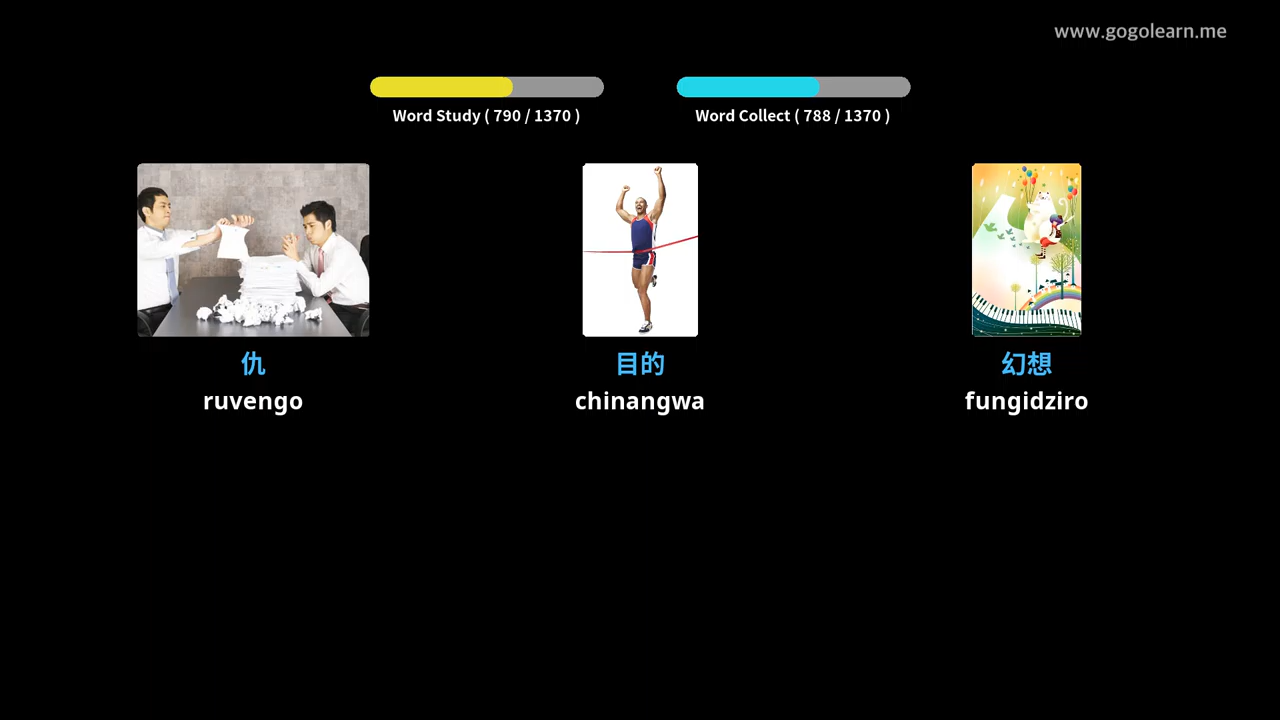 www.gogolearn.me
Word Study ( 790 / 1370 )
Word Collect ( 788 / 1370 )
仇
ruvengo
目的
chinangwa
幻想
fungidziro